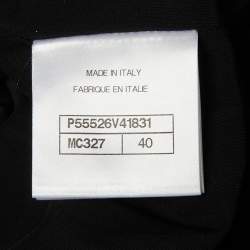 MADE IN ITALY
FABRIQUE EN ITALIE
P55526V41831
MC327 40